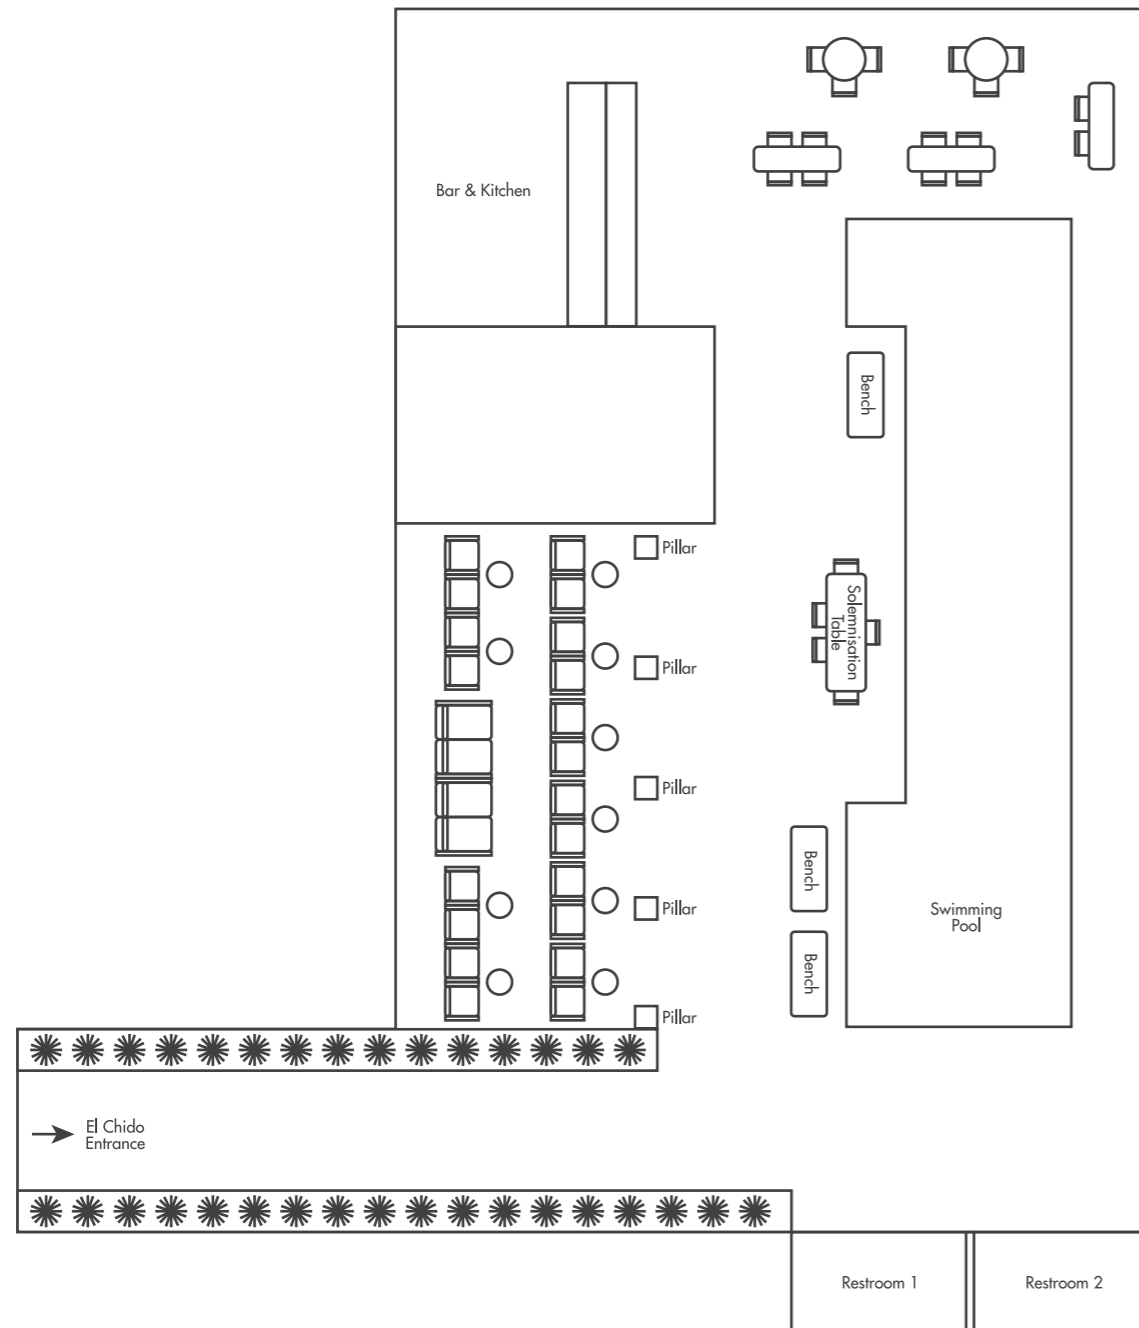 Bar & Kitchen
Bench
Pillar
Solemnisation
Table
Pillar
Pillar
Bench
Pillar
Swimming
Pool
Bench
Pillar
El Chido
Entrance
Restroom 1
Restroom 2